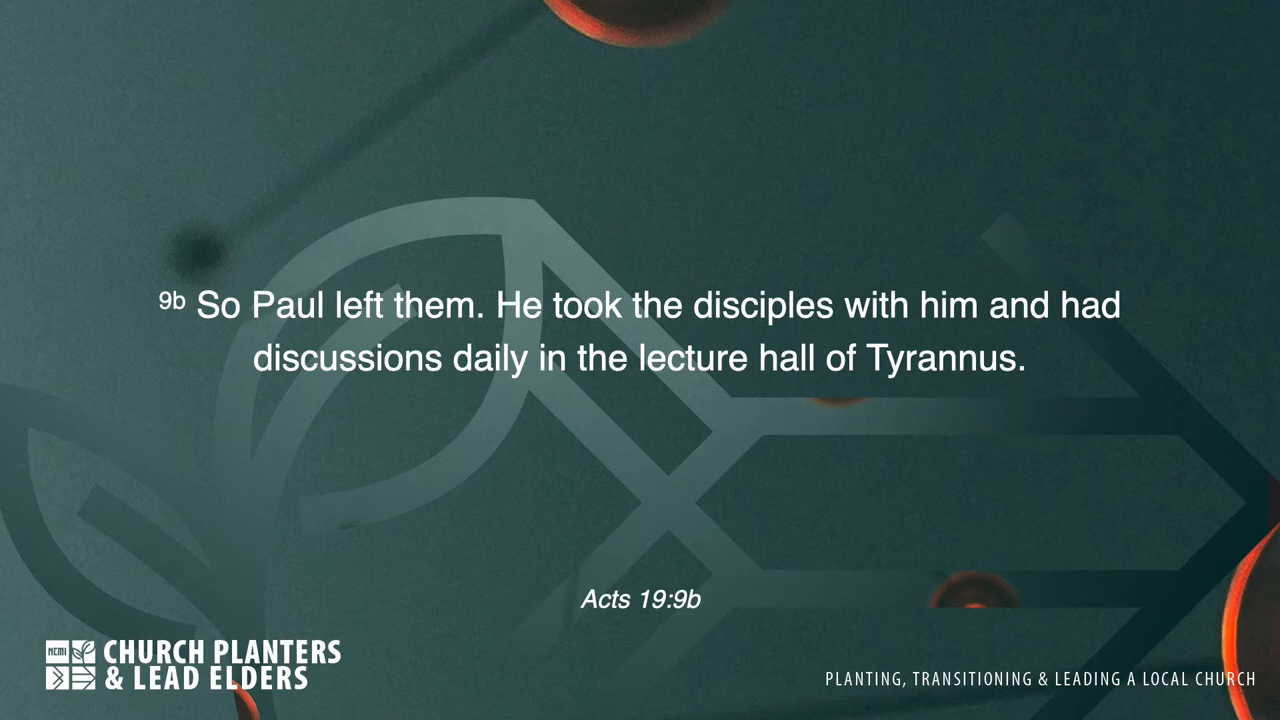 9b So Paul left them. He took the disciples with him and had
discussions daily in the lecture hall of Tyrannus.
Acts 19:9b
NCMI
CHURCH PLANTERS
& LEAD ELDERS
PLANTING, TRANSITIONING & LEADING A LOCAL CHURCH